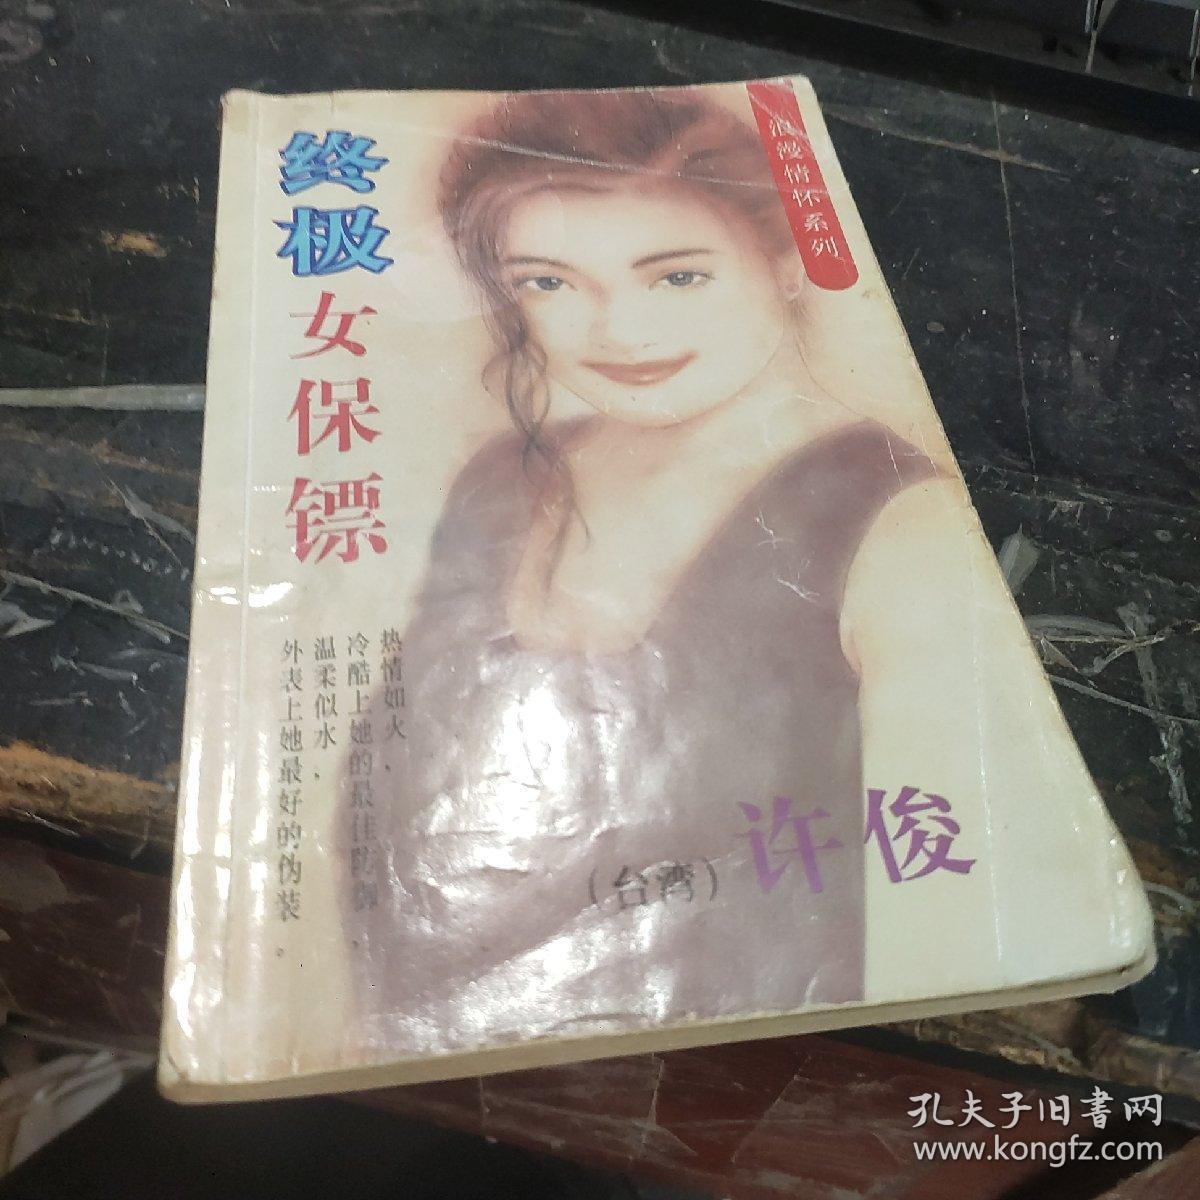 终极女保镖
浪漫情怀系列
热情如火，
冷酷上她的最佳防御，
温柔似水，
外表上她最好的伪装。
（台湾）许俊
孔夫子旧書网
www.kongfz.com